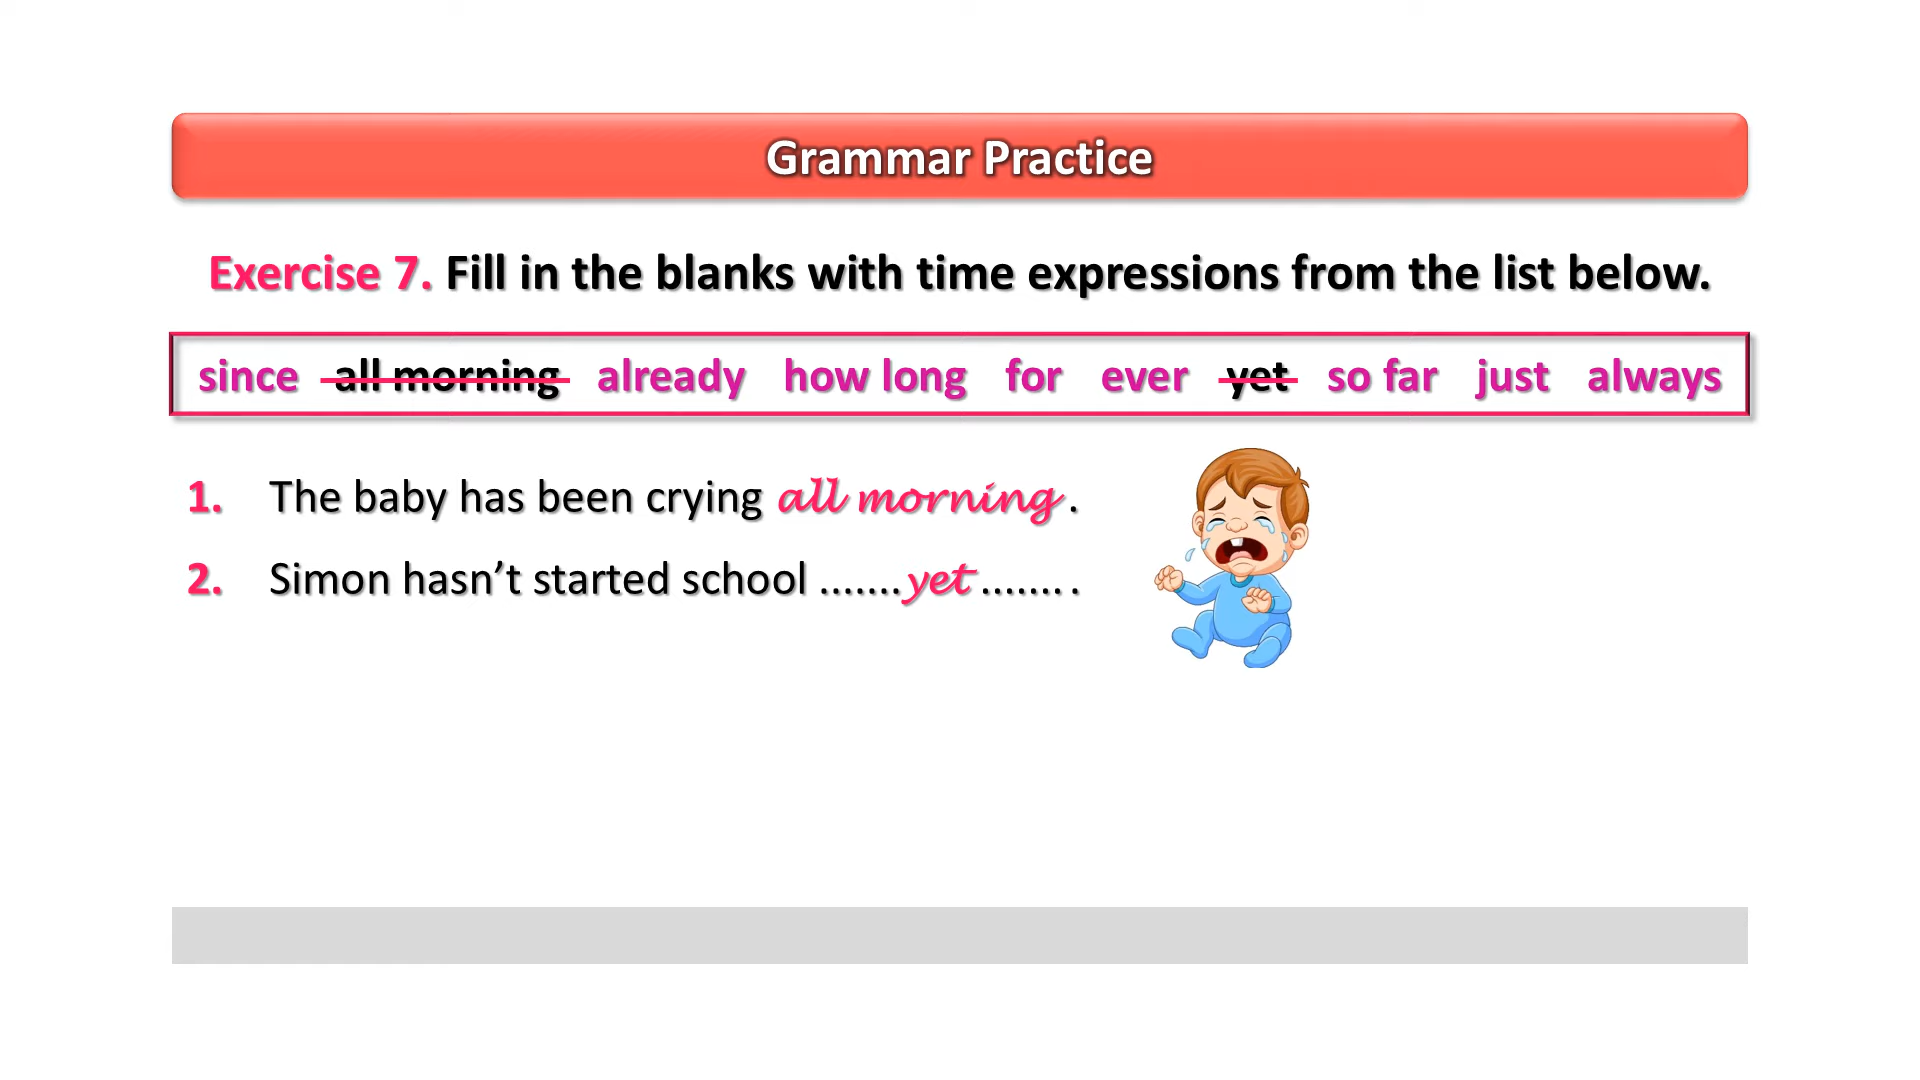 Grammar Practice
Exercise 7. Fill in the blanks with time expressions from the list below.
since all morning already how long for ever yet so far just always
1. The baby has been crying all morning .
2. Simon hasn’t started school .......yet ....... .